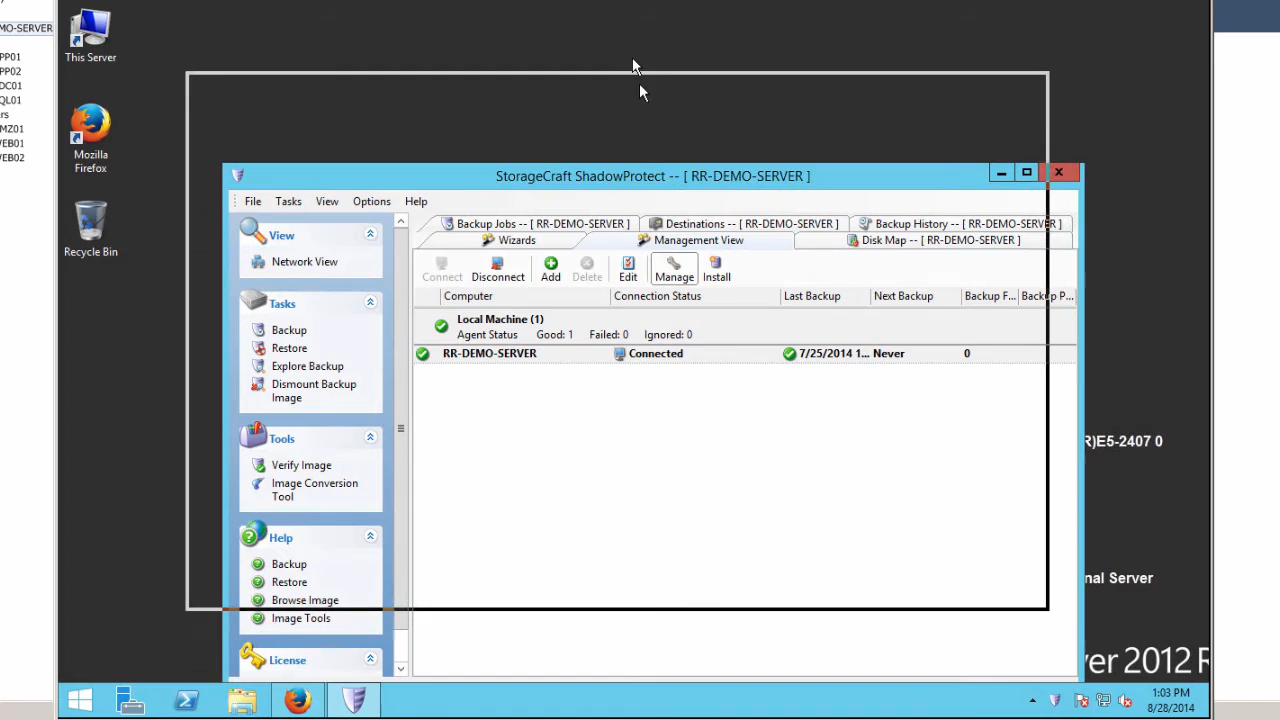 MO-SERVER
PP01
PP02
DC01
QL01
rs
MZ01
VEB01
VEB02
This Server
Mozilla
Firefox
Recycle Bin
StorageCraft ShadowProtect -- [ RR-DEMO-SERVER ]
File Tasks View Options Help
View
Network View
Tasks
Backup
Restore
Explore Backup
Dismount Backup
Image
Tools
Verify Image
Image Conversion
Tool
Help
Backup
Restore
Browse Image
Image Tools
License
Backup Jobs -- [ RR-DEMO-SERVER ] Destinations -- [ RR-DEMO-SERVER ] Backup History -- [ RR-DEMO-SERVER ]
Wizards Management View Disk Map -- [ RR-DEMO-SERVER ]
Connect Disconnect Add Delete Edit Manage Install
Computer Connection Status Last Backup Next Backup Backup F... Backup P...
Local Machine (1)
Agent Status Good: 1 Failed: 0 Ignored: 0
RR-DEMO-SERVER Connected 7/25/2014 1... Never 0
R)E5-2407 0
nal Server
ver 2012 R
1:03 PM
8/28/2014